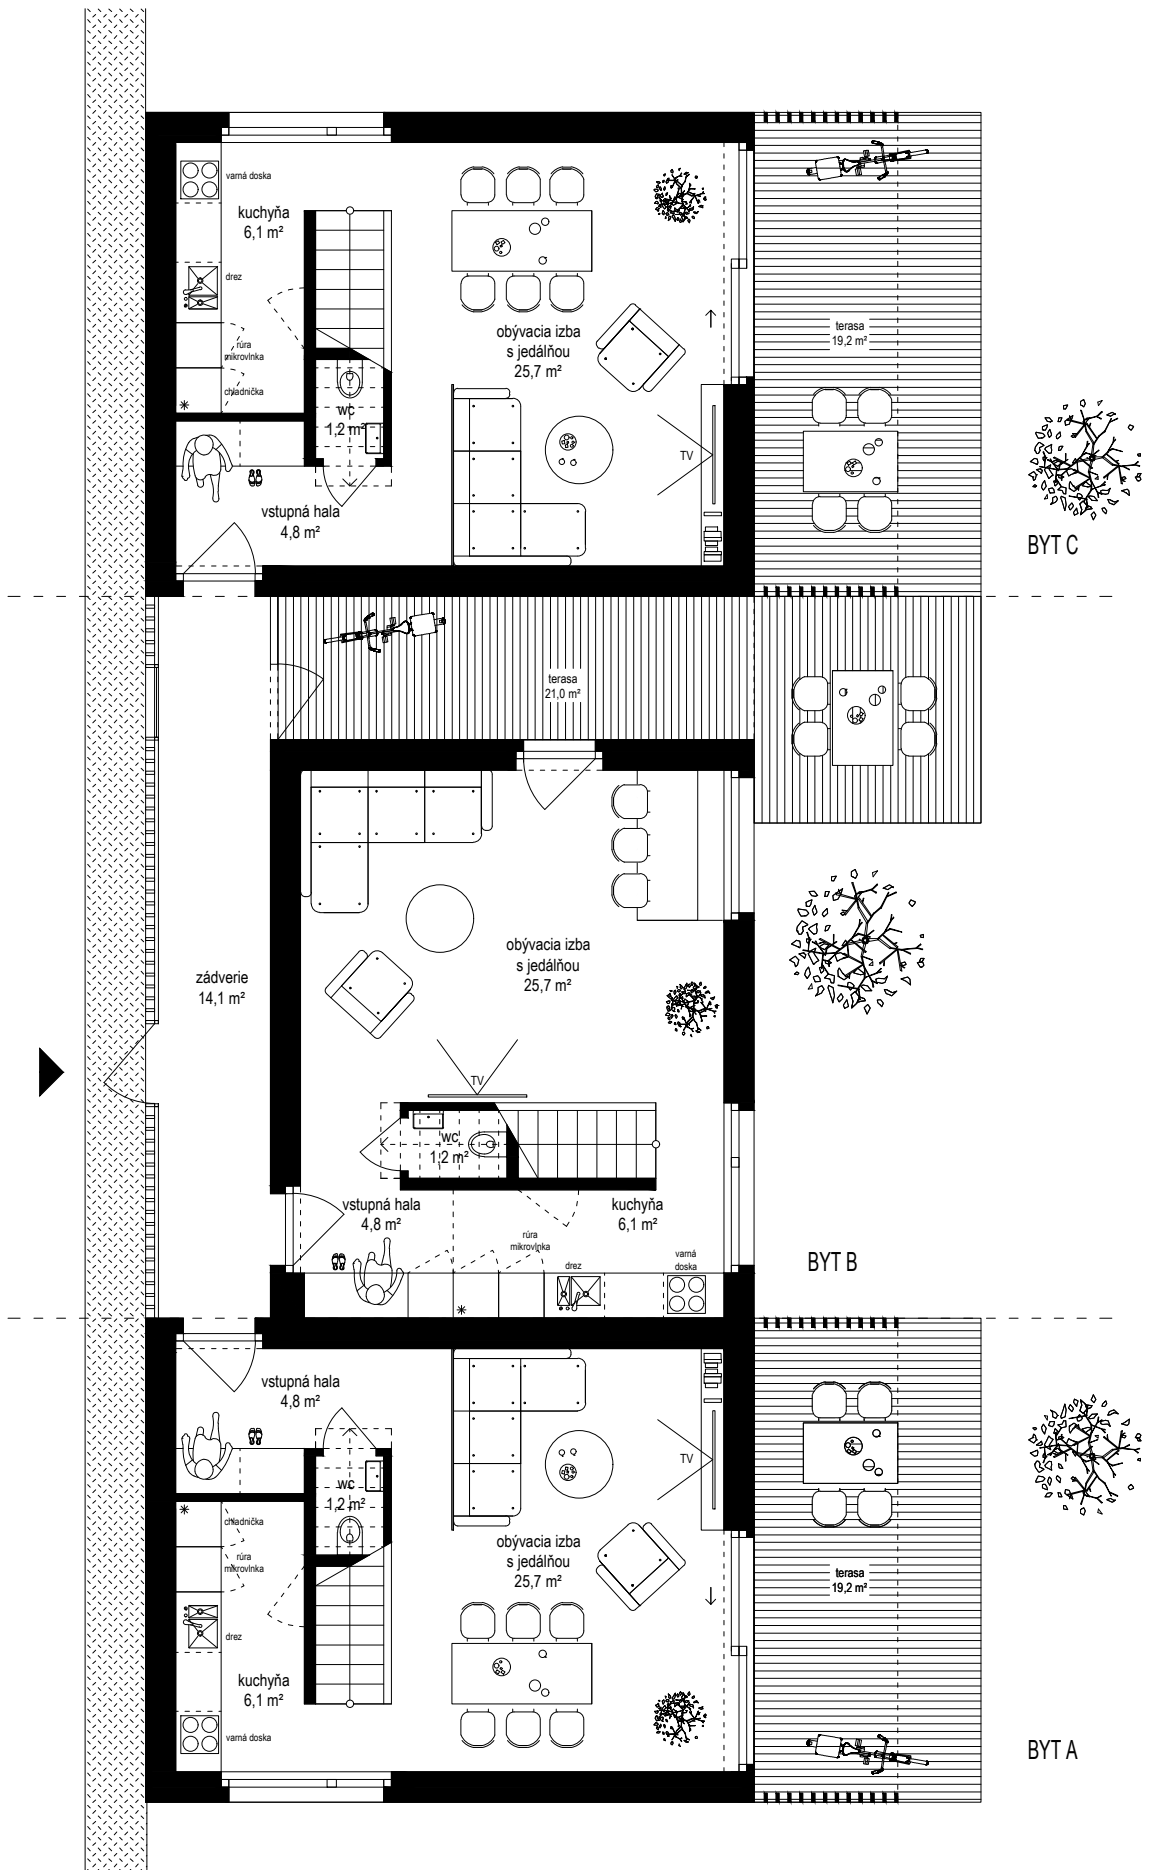 varná doska
kuchyňa
6,1 m²
drez
rúra
mikrovlnka
chladnička
wc
1,2 m²
obývacia izba
s jedálňou
25,7 m²
TV
vstupná hala
4,8 m²
terasa
19,2 m²
BYT C
terasa
21,0 m²
zádverie
14,1 m²
obývacia izba
s jedálňou
25,7 m²
TV
wc
1,2 m²
vstupná hala
4,8 m²
kuchyňa
6,1 m²
rúra
mikrovlnka
drez
varná
doska
BYT B
vstupná hala
4,8 m²
wc
1,2 m²
TV
chladnička
rúra
mikrovlnka
obývacia izba
s jedálňou
25,7 m²
terasa
19,2 m²
drez
kuchyňa
6,1 m²
varná doska
BYT A